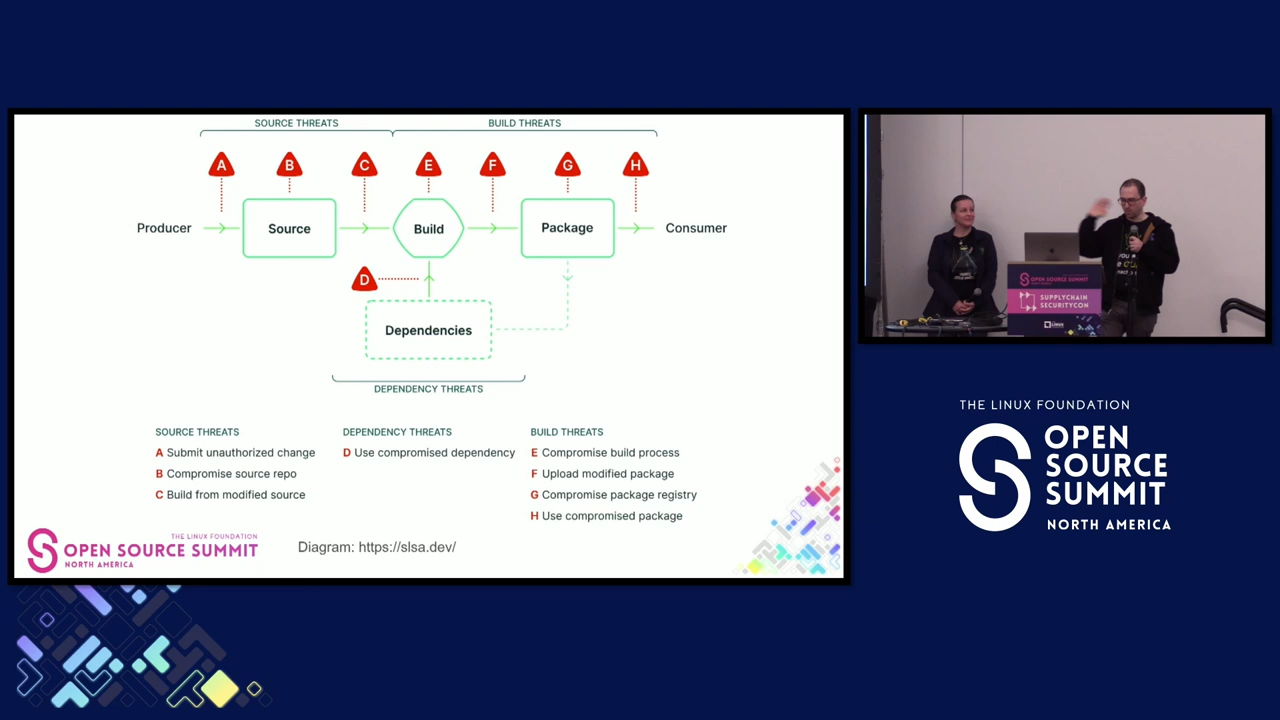 SOURCE THREATS
BUILD THREATS
A
B
C
E
F
G
H
Producer
Source
Build
Package
Consumer
D
Dependencies
DEPENDENCY THREATS
SOURCE THREATS
A Submit unauthorized change
B Compromise source repo
C Build from modified source
DEPENDENCY THREATS
D Use compromised dependency
BUILD THREATS
E Compromise build process
F Upload modified package
G Compromise package registry
H Use compromised package
THE LINUX FOUNDATION
OPEN SOURCE SUMMIT
NORTH AMERICA
Diagram: https://slsa.dev/
OPEN SOURCE SUMMIT
SUPPLYCHAIN
SECURITYCON
THE LINUX FOUNDATION
OPEN
SOURCE
SUMMIT
NORTH AMERICA